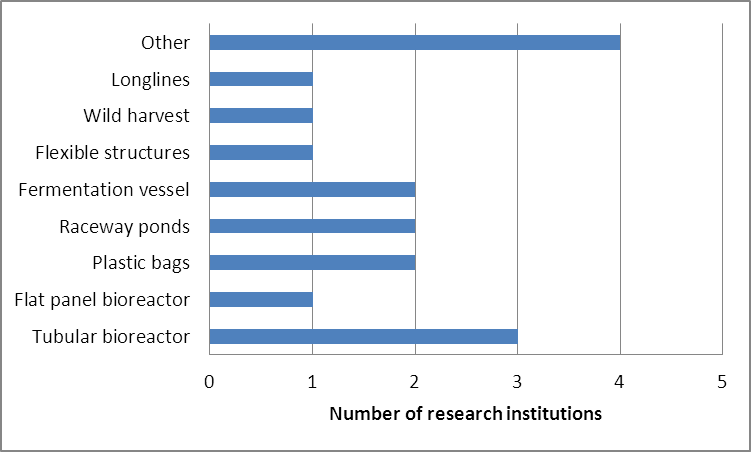 Other
Longlines
Wild harvest
Flexible structures
Fermentation vessel
Raceway ponds
Plastic bags
Flat panel bioreactor
Tubular bioreactor
0 1 2 3 4 5
Number of research institutions